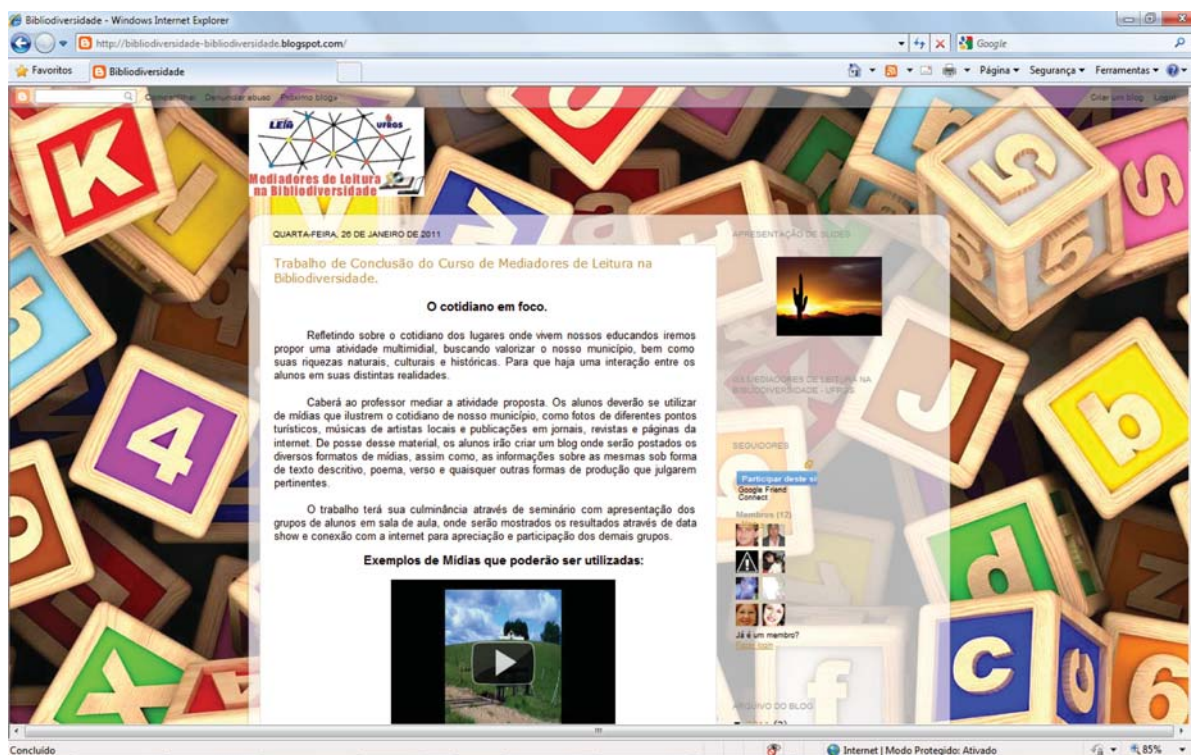 Bibliodiversidade - Windows Internet Explorer
http://bibliodiversidade-bibliodiversidade.blogspot.com/
Google
Favoritos
Bibliodiversidade
Página
Segurança
Ferramentas
Compartilhar Denunciar abuso Próximo blog»
Criar um blog Login
LEIA
UFRGS
Mediadores de Leitura
na Bibliodiversidade
QUARTA-FEIRA, 26 DE JANEIRO DE 2011
Trabalho de Conclusão do Curso de Mediadores de Leitura na
Bibliodiversidade.
O cotidiano em foco.
Refletindo sobre o cotidiano dos lugares onde vivem nossos educandos iremos
propor uma atividade multimidial, buscando valorizar o nosso município, bem como
suas riquezas naturais, culturais e históricas. Para que haja uma interação entre os
alunos em suas distintas realidades.
Caberá ao professor mediar a atividade proposta. Os alunos deverão se utilizar
de mídias que ilustrem o cotidiano de nosso município, como fotos de diferentes pontos
turísticos, músicas de artistas locais e publicações em jornais, revistas e páginas da
internet. De posse desse material, os alunos irão criar um blog onde serão postados os
diversos formatos de mídias, assim como, as informações sobre as mesmas sob forma
de texto descritivo, poema, verso e quaisquer outras formas de produção que julgarem
pertinentes.
O trabalho terá sua culminância através de seminário com apresentação dos
grupos de alunos em sala de aula, onde serão mostrados os resultados através de data
show e conexão com a internet para apreciação e participação dos demais grupos.
Exemplos de Mídias que poderão ser utilizadas:
APRESENTAÇÃO DE SLIDES
MEDIADORES DE LEITURA NA
BIBLIODIVERSIDADE - UFRGS
SEGUIDORES
Participar deste si
Google Friend
Connect
Membros (12)
Já é um membro?
Fazer login
ARQUIVO DO BLOG
Concluído
Internet | Modo Protegido: Ativado
85%
K
4
X
5
5
5
S
J
b
d
c
c
f
6